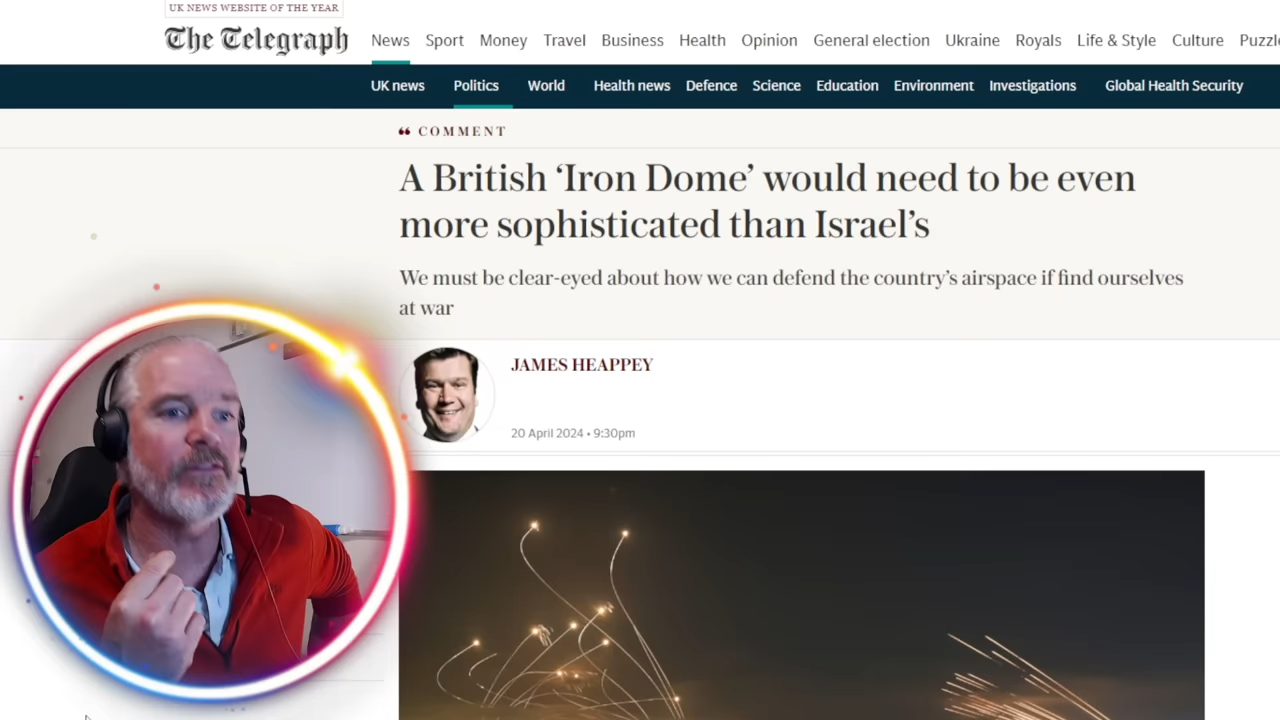 UK NEWS WEBSITE OF THE YEAR
The Telegraph
News Sport Money Travel Business Health Opinion General election Ukraine Royals Life & Style Culture Puzzle
UK news Politics World Health news Defence Science Education Environment Investigations Global Health Security
“ COMMENT
A British ‘Iron Dome’ would need to be even
more sophisticated than Israel’s
We must be clear-eyed about how we can defend the country’s airspace if find ourselves
at war
JAMES HEAPPEY
20 April 2024 • 9:30pm